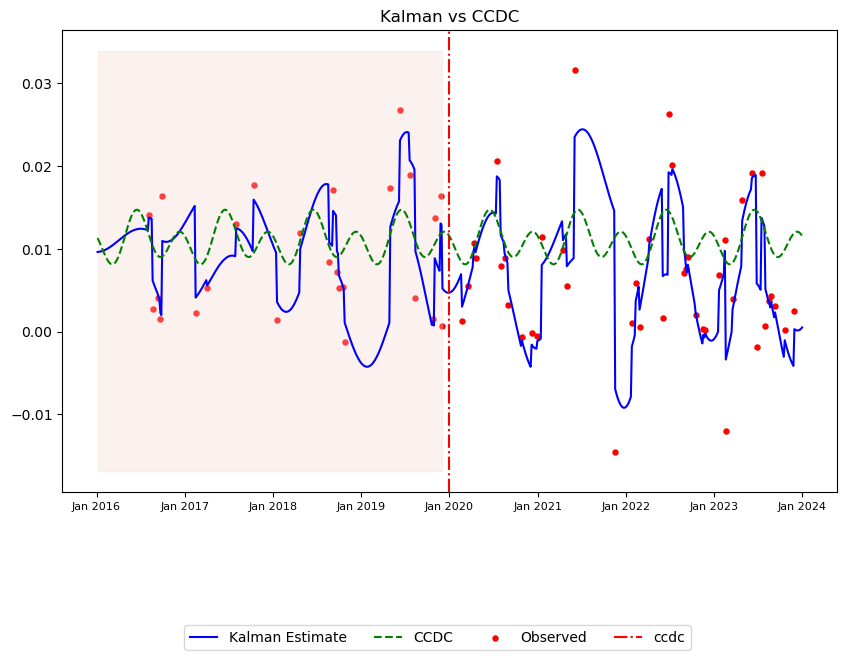 Kalman vs CCDC
0.03
0.02
0.01
0.00
−0.01
Jan 2016 Jan 2017 Jan 2018 Jan 2019 Jan 2020 Jan 2021 Jan 2022 Jan 2023 Jan 2024
Kalman Estimate CCDC Observed ccdc